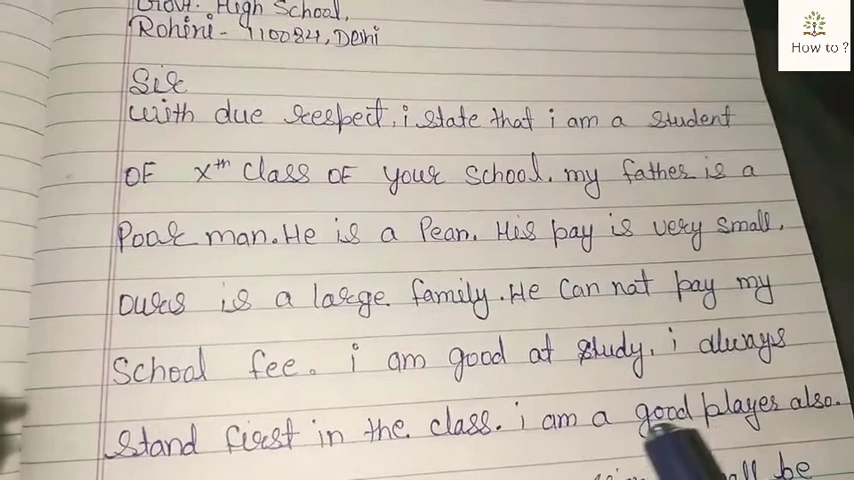 Govt. High School,
Rohini - 110084, Delhi
How to ?
Sir
with due respect, i state that i am a student
of Xth class of your school. my father is a
Poor man. He is a Pean. His pay is very small.
ours is a large family. He can not pay my
School fee. i am good at study. i always
stand first in the class. i am a good player also.
shall be